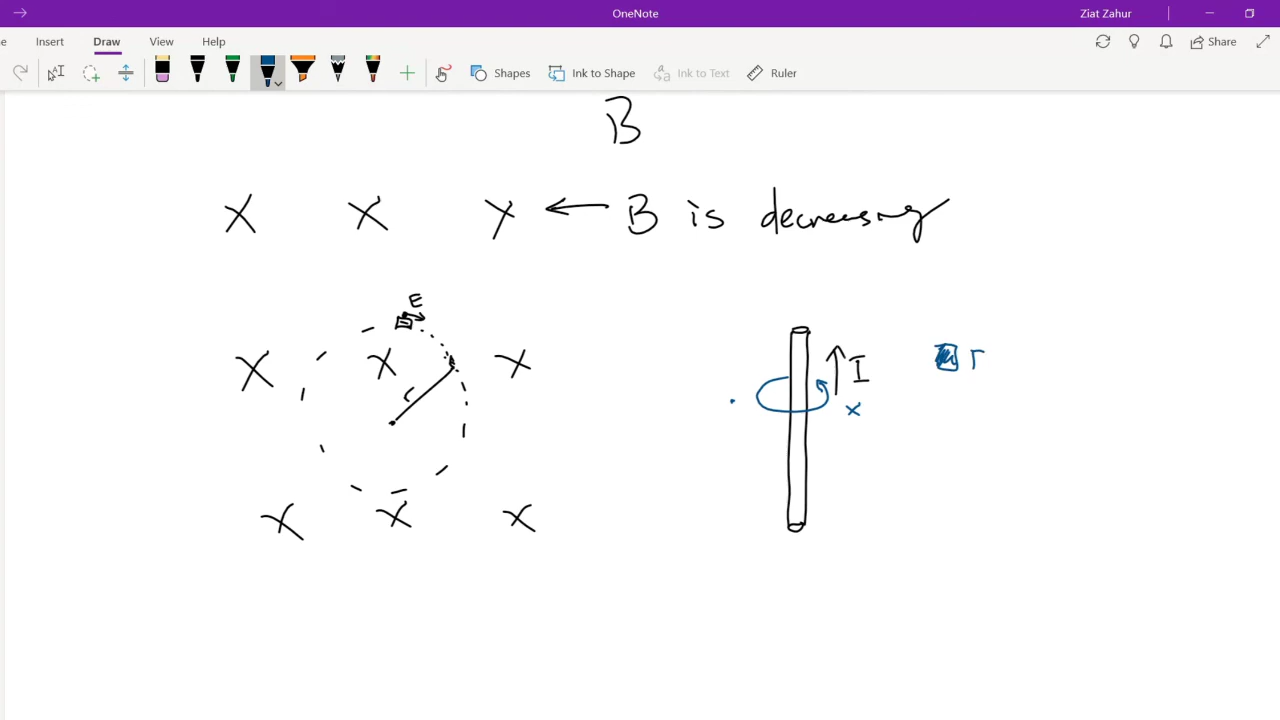 OneNote
Ziat Zahur
Insert Draw View Help
Share
Shapes
Ink to Shape
Ink to Text
Ruler
B
X X X ← B is decreasing
E
X X X
r
I
x
X X X